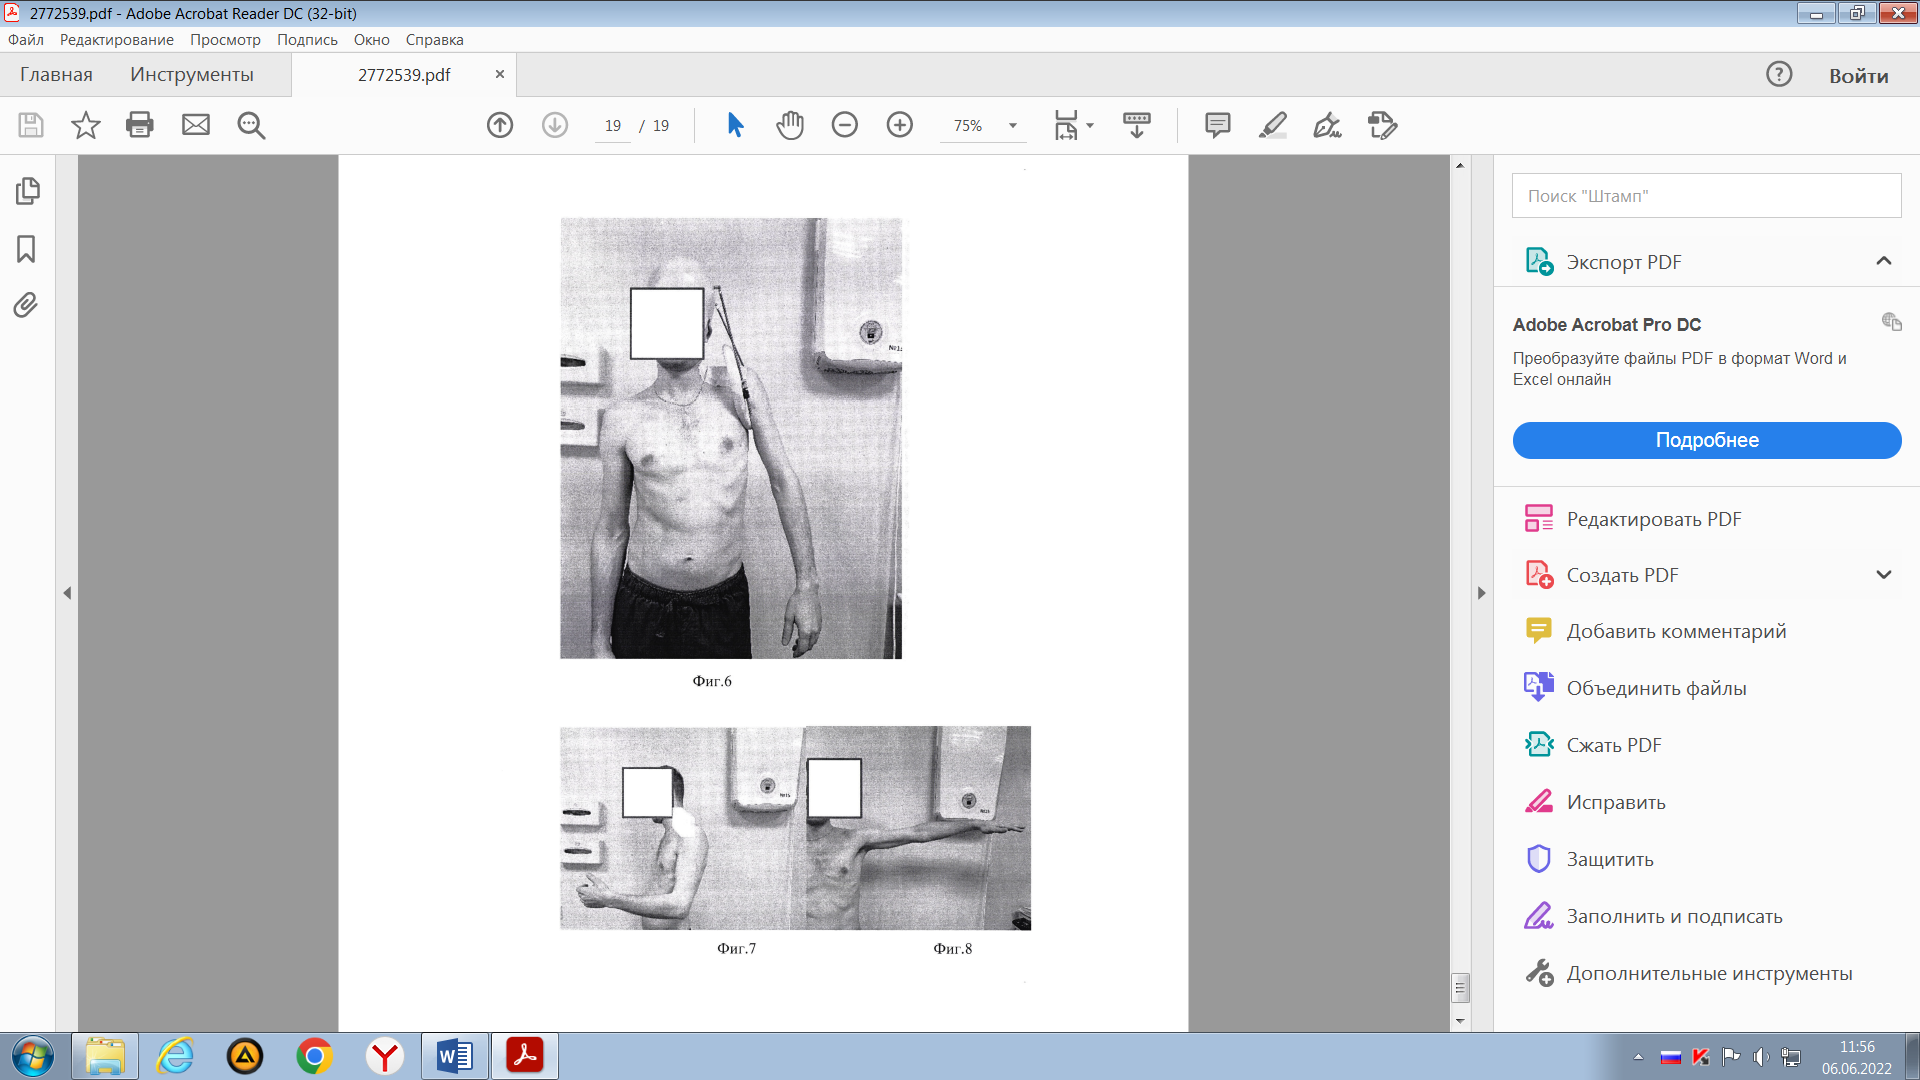 2772539.pdf - Adobe Acrobat Reader DC (32-bit)
Файл Редактирование Просмотр Подпись Окно Справка
Главная Инструменты 2772539.pdf × ? Войти
19 / 19 75%
Поиск "Штамп"
Экспорт PDF
Adobe Acrobat Pro DC
Преобразуйте файлы PDF в формат Word и
Excel онлайн
Подробнее
Редактировать PDF
Создать PDF
Добавить комментарий
Объединить файлы
Сжать PDF
Исправить
Защитить
Заполнить и подписать
Дополнительные инструменты
Фиг.6
Фиг.7 Фиг.8
11:56
06.06.2022